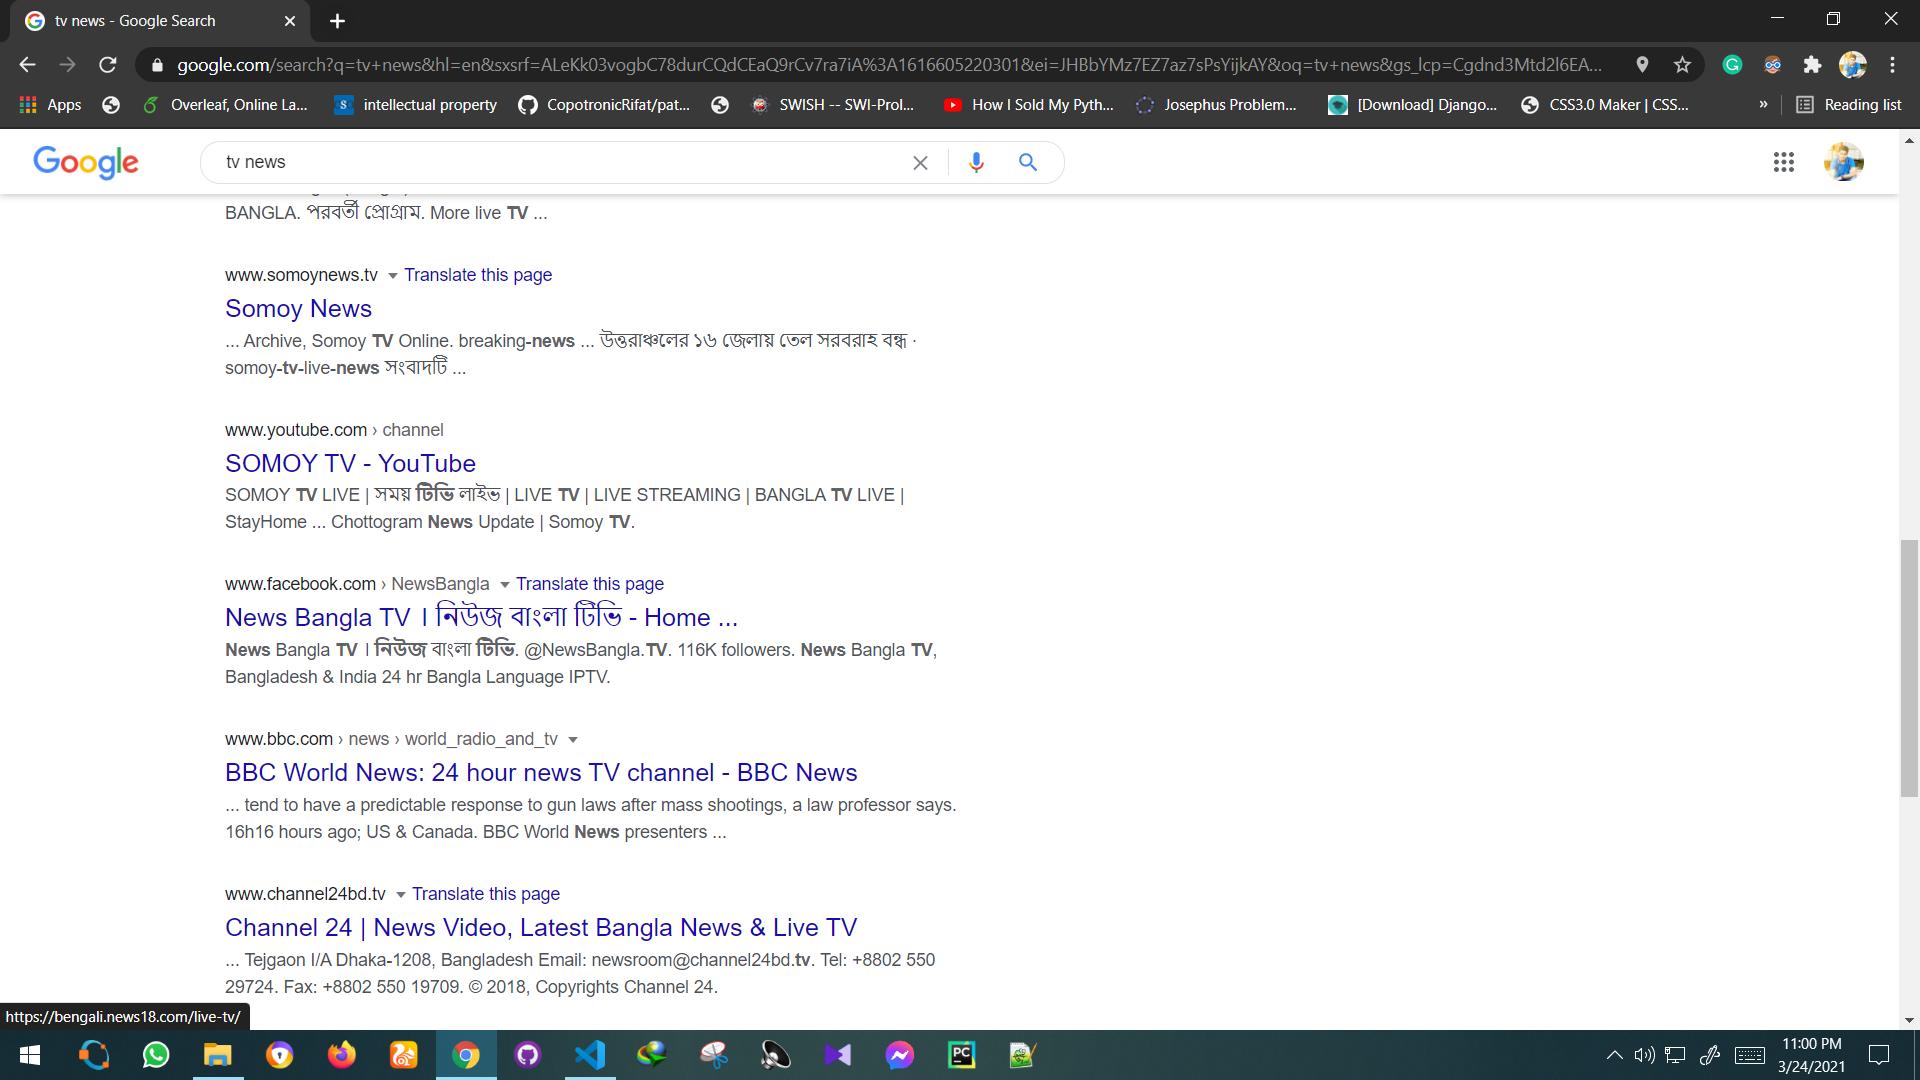 tv news - Google Search
google.com/search?q=tv+news&hl=en&sxsrf=ALeKk03vogbC78durCQdCEaQ9rCv7ra7iA%3A1616605220301&ei=JHBbYMz7EZ7az7sPsYijkAY&oq=tv+news&gs_lcp=Cgdnd3Mtd2l6EA...
Apps Overleaf, Online La... intellectual property CopotronicRifat/pat... SWISH -- SWI-Prol... How I Sold My Pyth... Josephus Problem... [Download] Django... CSS3.0 Maker | CSS... » Reading list
Google tv news
BANGLA. পরবর্তী প্রোগ্রাম. More live TV ...
www.somoynews.tv Translate this page
Somoy News
... Archive, Somoy TV Online. breaking-news ... উত্তরাঞ্চলের ১৬ জেলায় তেল সরবরাহ বন্ধ ·
somoy-tv-live-news সংবাদটি ...
www.youtube.com › channel
SOMOY TV - YouTube
SOMOY TV LIVE | সময় টিভি লাইভ | LIVE TV | LIVE STREAMING | BANGLA TV LIVE |
StayHome ... Chottogram News Update | Somoy TV.
www.facebook.com › NewsBangla Translate this page
News Bangla TV । নিউজ বাংলা টিভি - Home ...
News Bangla TV । নিউজ বাংলা টিভি. @NewsBangla.TV. 116K followers. News Bangla TV,
Bangladesh & India 24 hr Bangla Language IPTV.
www.bbc.com › news › world_radio_and_tv
BBC World News: 24 hour news TV channel - BBC News
... tend to have a predictable response to gun laws after mass shootings, a law professor says.
16h16 hours ago; US & Canada. BBC World News presenters ...
www.channel24bd.tv Translate this page
Channel 24 | News Video, Latest Bangla News & Live TV
... Tejgaon I/A Dhaka-1208, Bangladesh Email: newsroom@channel24bd.tv. Tel: +8802 550
29724. Fax: +8802 550 19709. © 2018, Copyrights Channel 24.
https://bengali.news18.com/live-tv/
11:00 PM
3/24/2021